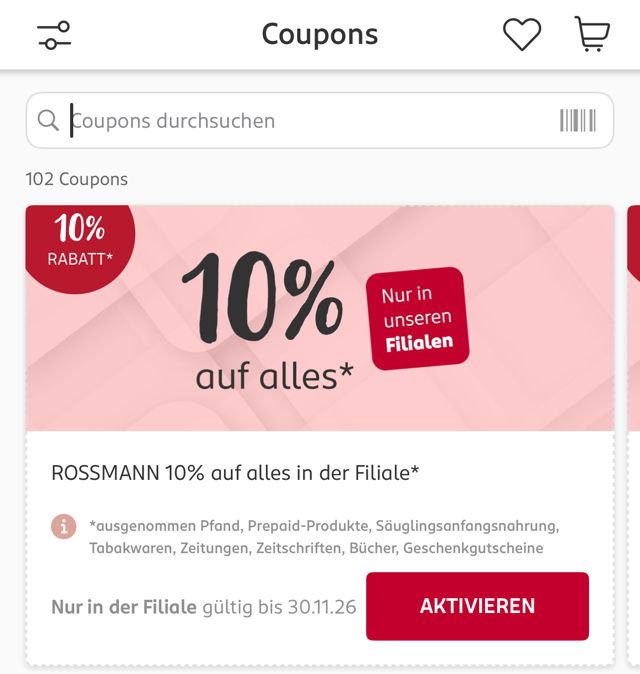 Coupons
Coupons durchsuchen
102 Coupons
10%
RABATT*
10%
auf alles*
Nur in
unseren
Filialen
ROSSMANN 10% auf alles in der Filiale*
*ausgenommen Pfand, Prepaid-Produkte, Säuglingsanfangsnahrung,
Tabakwaren, Zeitungen, Zeitschriften, Bücher, Geschenkgutscheine
Nur in der Filiale gültig bis 30.11.26
AKTIVIEREN